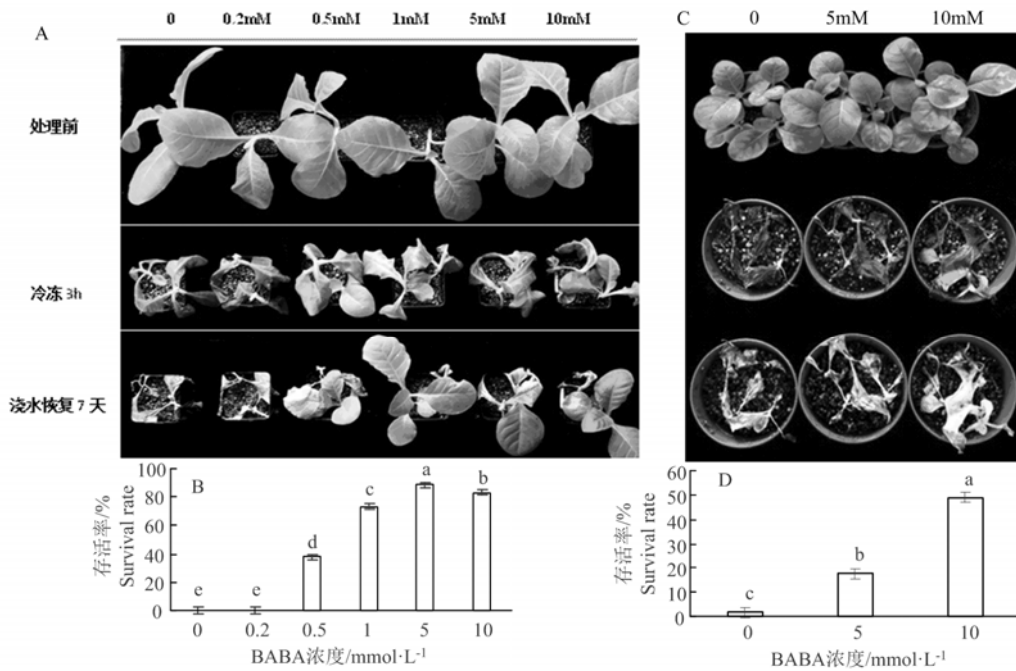 A
0 0.2mM 0.5mM 1mM 5mM 10mM
处理前
冷冻 3h
浇水恢复 7 天
C
0 5mM 10mM
B
存活率/%
Survival rate
100
80
60
40
20
0
e e d c a b
0 0.2 0.5 1 5 10
BABA浓度/mmol·L⁻¹
D
存活率/%
Survival rate
60
50
40
30
20
10
0
c b a
0 5 10
BABA浓度/mmol·L⁻¹